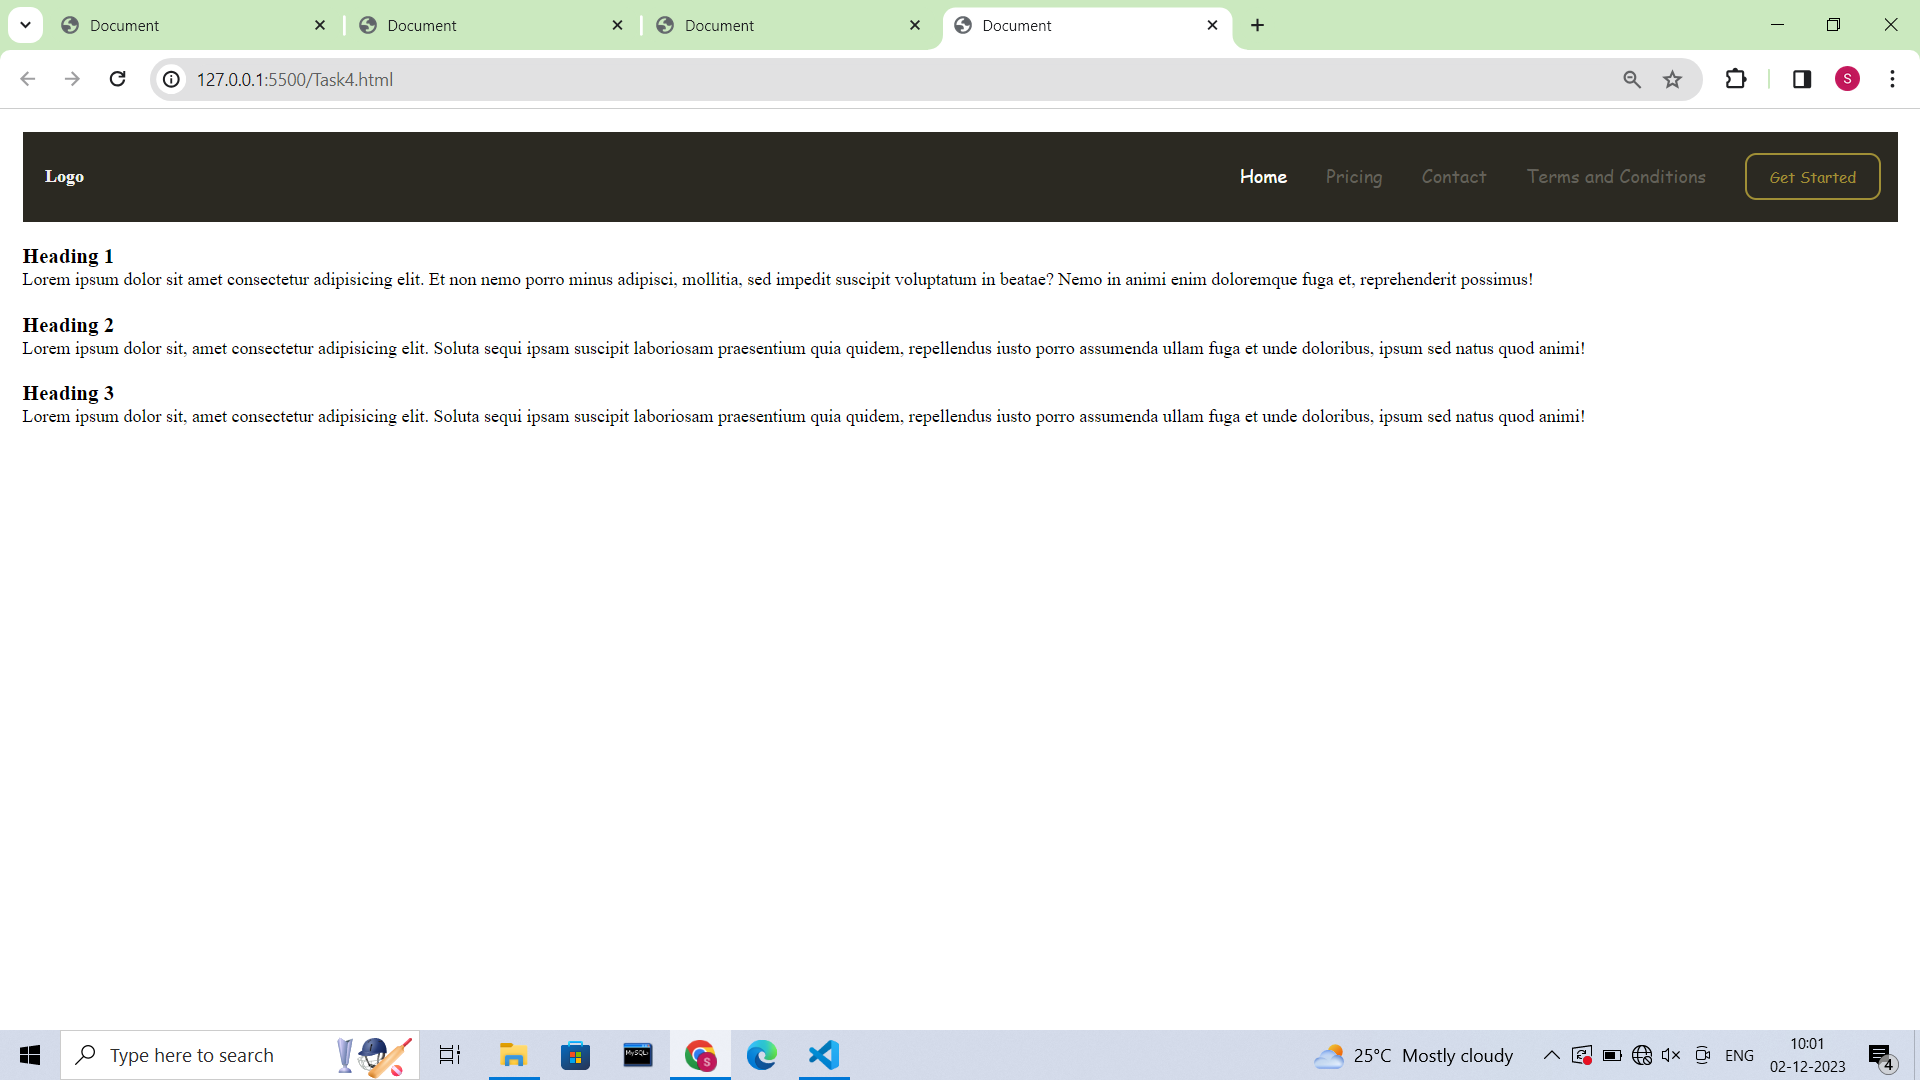 Document
Document
Document
Document
127.0.0.1:5500/Task4.html
S
Logo
Home
Pricing
Contact
Terms and Conditions
Get Started
Heading 1
Lorem ipsum dolor sit amet consectetur adipisicing elit. Et non nemo porro minus adipisci, mollitia, sed impedit suscipit voluptatum in beatae? Nemo in animi enim doloremque fuga et, reprehenderit possimus!
Heading 2
Lorem ipsum dolor sit, amet consectetur adipisicing elit. Soluta sequi ipsam suscipit laboriosam praesentium quia quidem, repellendus iusto porro assumenda ullam fuga et unde doloribus, ipsum sed natus quod animi!
Heading 3
Lorem ipsum dolor sit, amet consectetur adipisicing elit. Soluta sequi ipsam suscipit laboriosam praesentium quia quidem, repellendus iusto porro assumenda ullam fuga et unde doloribus, ipsum sed natus quod animi!
Type here to search
MySQL
S
25°C Mostly cloudy
ENG
10:01
02-12-2023
4